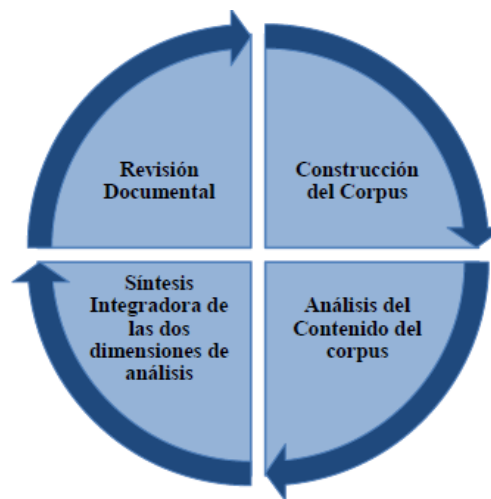 Revisión
Documental
Construcción
del Corpus
Síntesis
Integradora de
las dos
dimensiones de
análisis
Análisis del
Contenido del
corpus